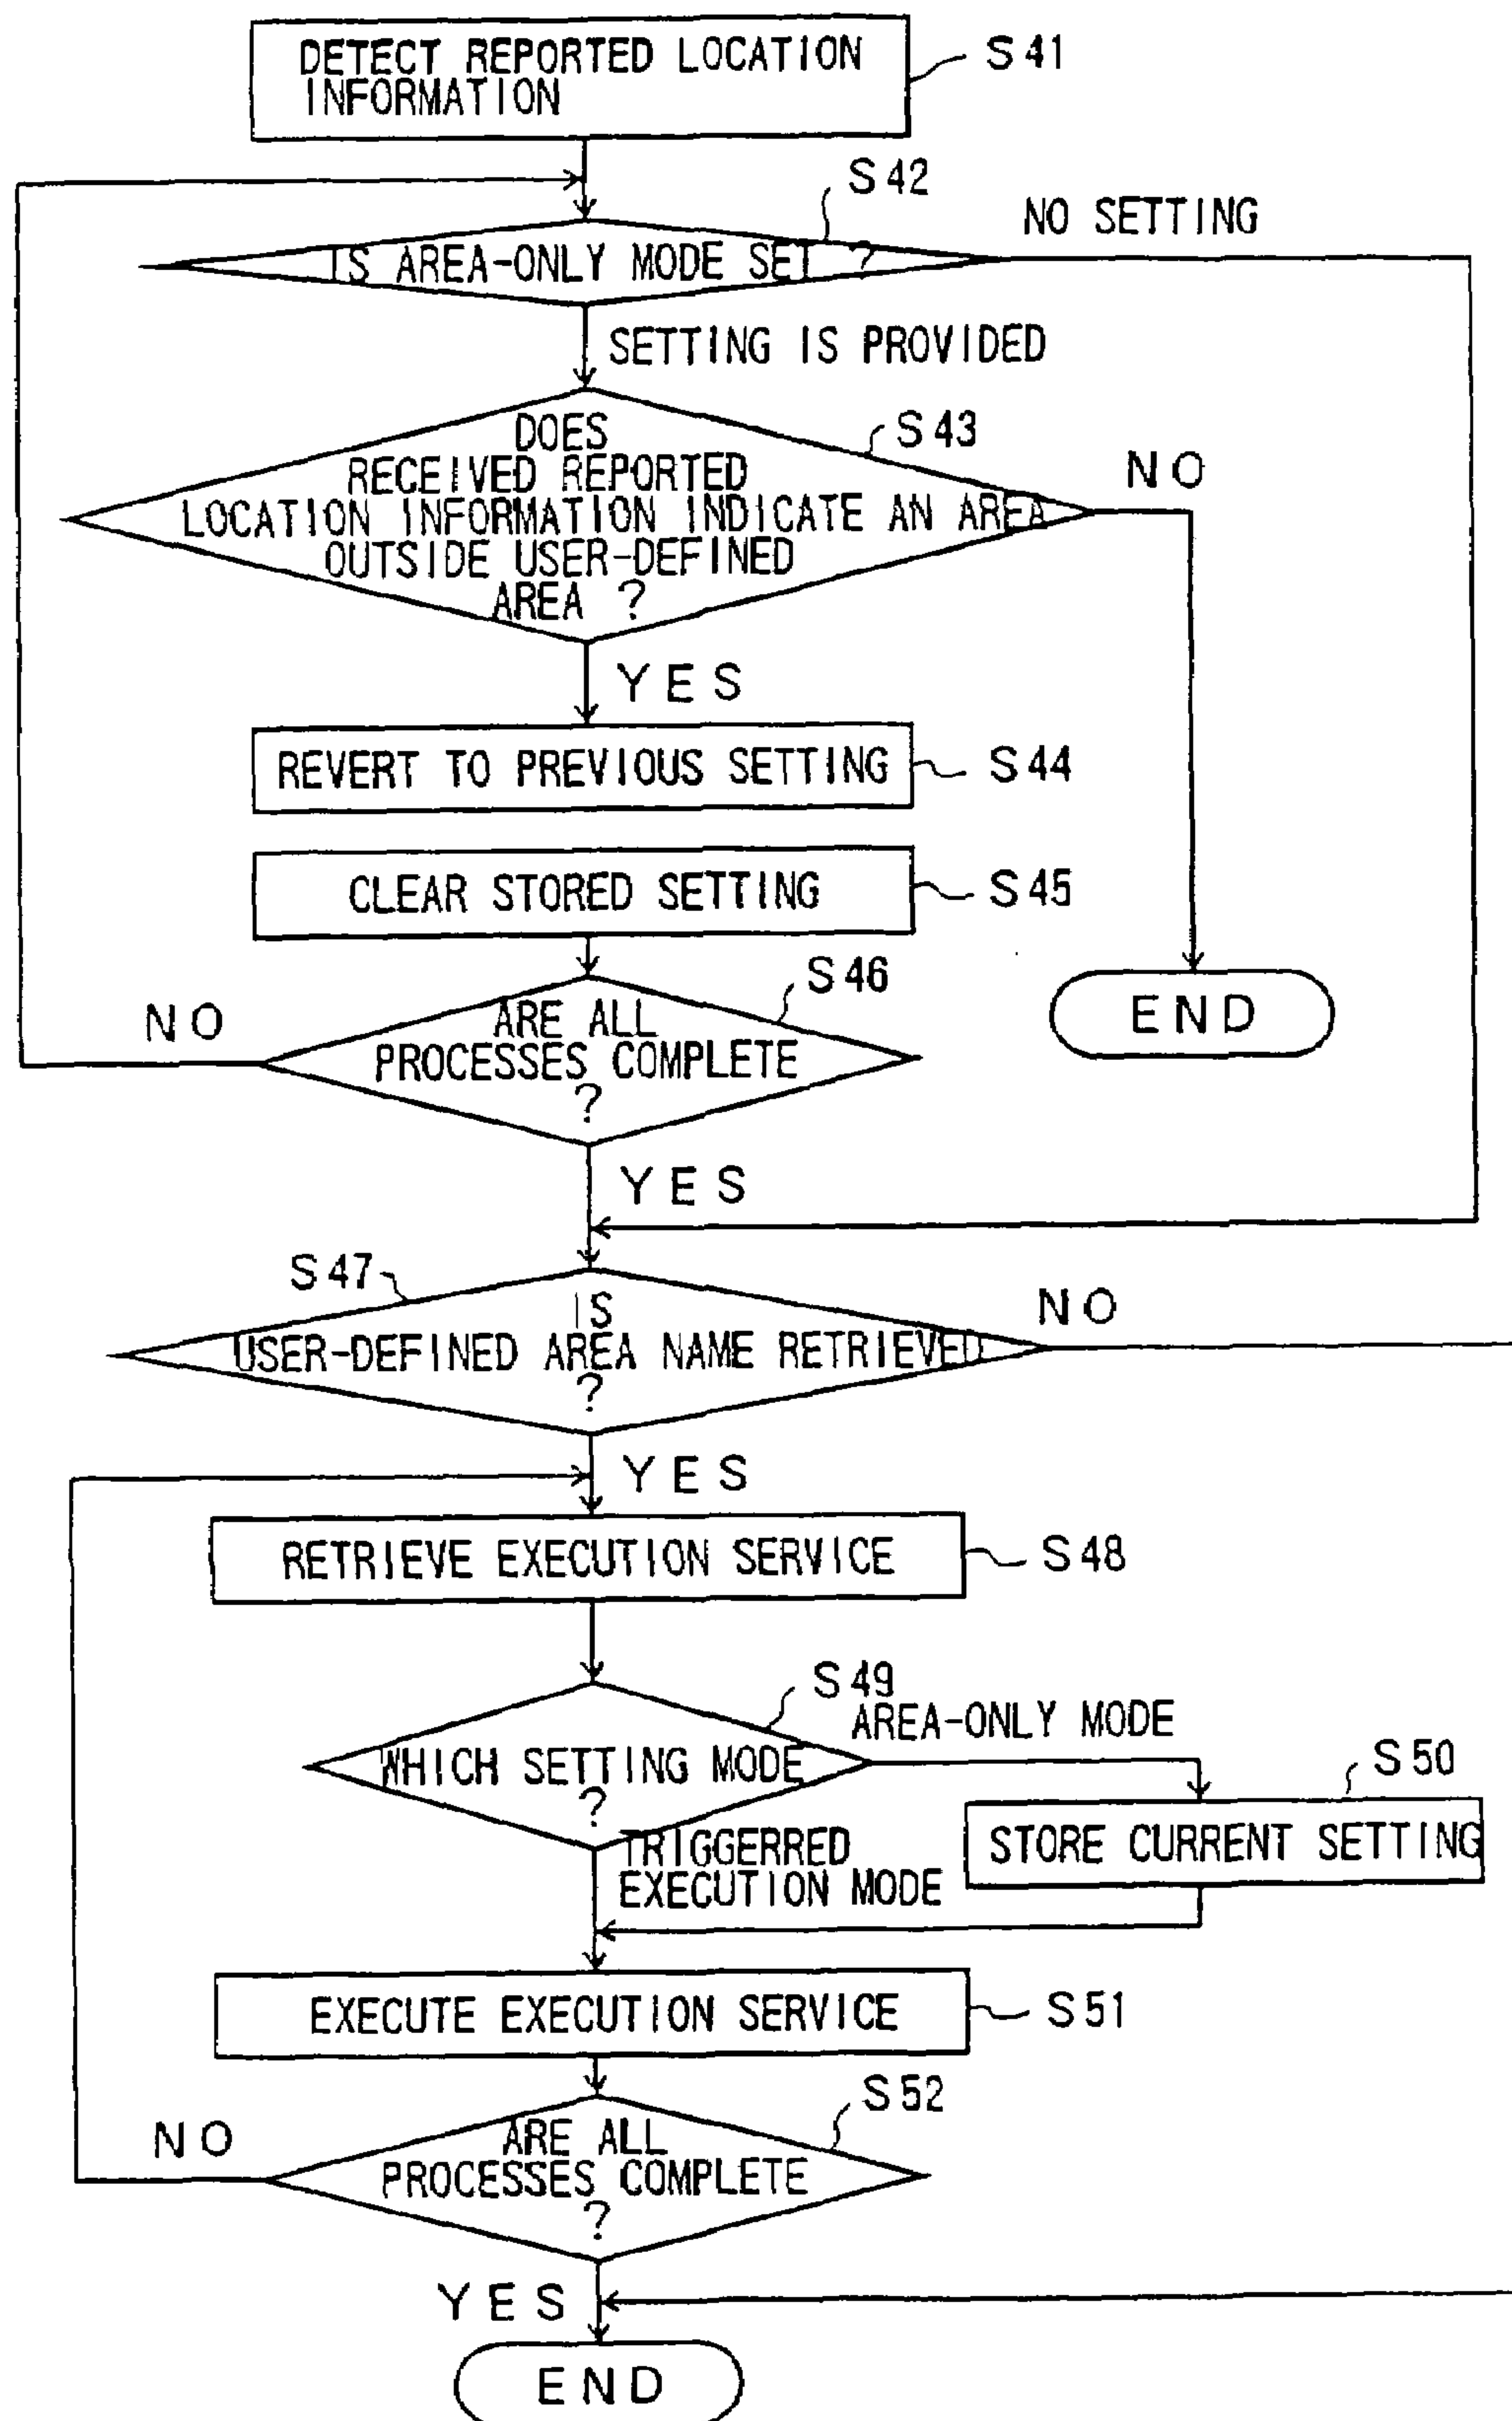 DETECT REPORTED LOCATION
INFORMATION
S41
S42
NO SETTING
IS AREA-ONLY MODE SET ?
SETTING IS PROVIDED
S43
DOES
RECEIVED REPORTED
LOCATION INFORMATION INDICATE AN AREA
OUTSIDE USER-DEFINED
AREA ?
NO
YES
REVERT TO PREVIOUS SETTING
S44
CLEAR STORED SETTING
S45
S46
NO
ARE ALL
PROCESSES COMPLETE
?
END
YES
S47
IS
USER-DEFINED AREA NAME RETRIEVED
?
NO
YES
RETRIEVE EXECUTION SERVICE
S48
S49
AREA-ONLY MODE
WHICH SETTING MODE
?
S50
STORE CURRENT SETTING
TRIGGERRED
EXECUTION MODE
EXECUTE EXECUTION SERVICE
S51
S52
NO
ARE ALL
PROCESSES COMPLETE
?
YES
END